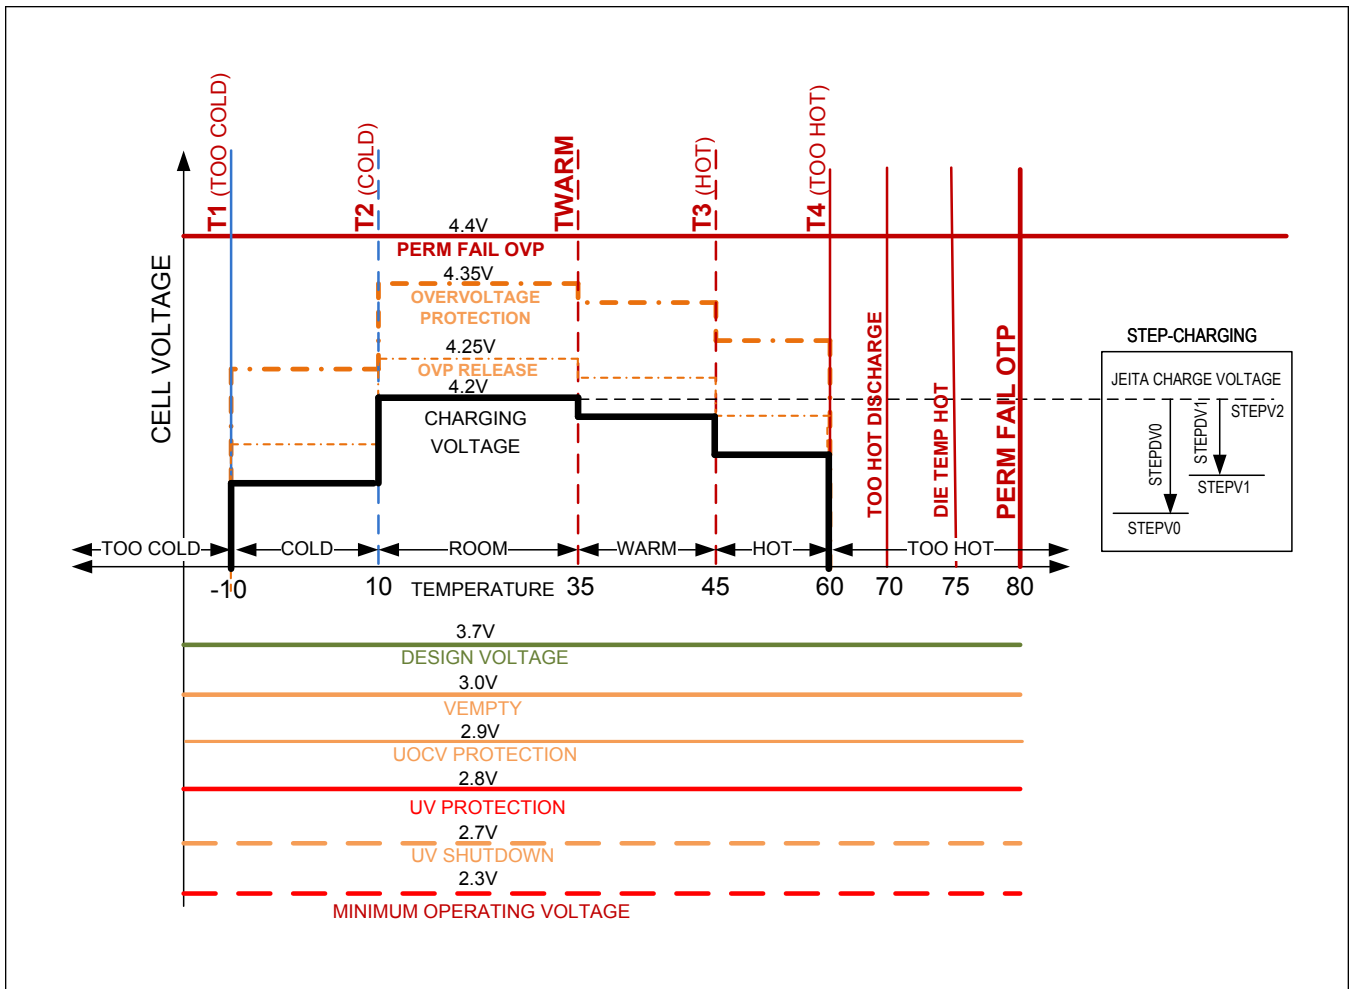 T1 (TOO COLD)
T2 (COLD)
TWARM
T3 (HOT)
T4 (TOO HOT)
CELL VOLTAGE
4.4V
PERM FAIL OVP
4.35V
OVERVOLTAGE
PROTECTION
4.25V
OVP RELEASE
4.2V
CHARGING
VOLTAGE
TOO HOT DISCHARGE
DIE TEMP HOT
PERM FAIL OTP
STEP-CHARGING
JEITA CHARGE VOLTAGE
STEPV2
STEPDV0
STEPDV1
STEPV1
STEPV0
TOO COLD
COLD
ROOM
WARM
HOT
TOO HOT
-10
10
TEMPERATURE
35
45
60
70
75
80
3.7V
DESIGN VOLTAGE
3.0V
VEMPTY
2.9V
UOCV PROTECTION
2.8V
UV PROTECTION
2.7V
UV SHUTDOWN
2.3V
MINIMUM OPERATING VOLTAGE